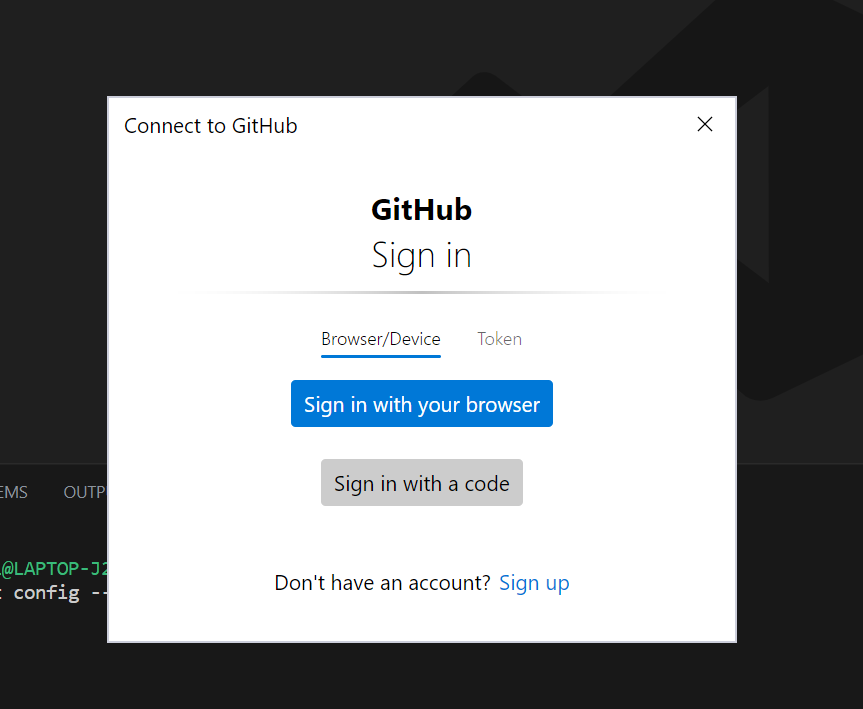 Connect to GitHub
GitHub
Sign in
Browser/Device Token
Sign in with your browser
Sign in with a code
Don't have an account? Sign up
EMS OUTP
@LAPTOP-J2
config --